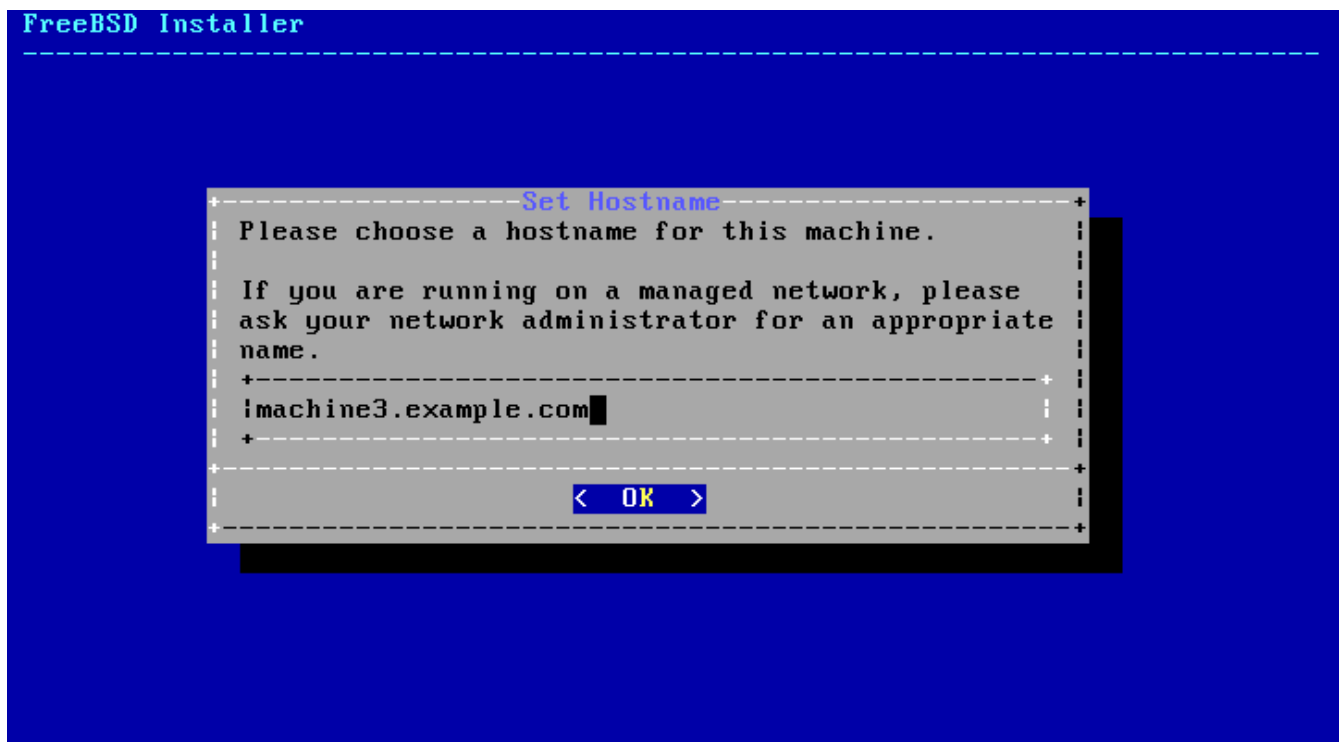 FreeBSD Installer
Set Hostname
Please choose a hostname for this machine.
If you are running on a managed network, please
ask your network administrator for an appropriate
name.
machine3.example.com
< OK >